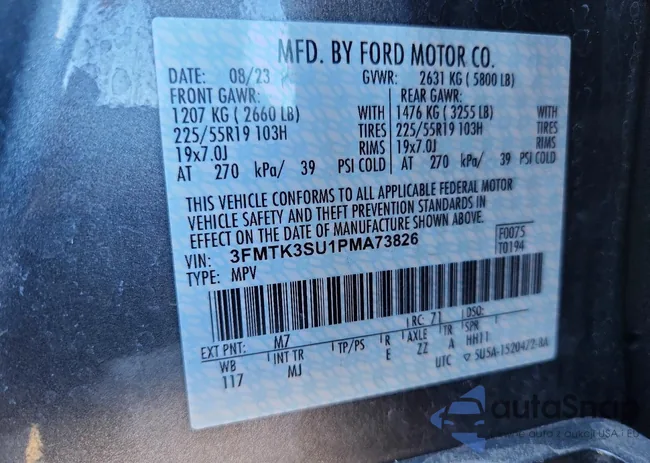 MFD. BY FORD MOTOR CO.
DATE: 08/23 GVWR: 2631 KG ( 5800 LB)
FRONT GAWR: REAR GAWR:
1207 KG ( 2660 LB) WITH 1476 KG ( 3255 LB) WITH
225/55R19 103H TIRES 225/55R19 103H TIRES
19x7.0J RIMS 19x7.0J RIMS
AT 270 kPa/ 39 PSI COLD AT 270 kPa/ 39 PSI COLD
THIS VEHICLE CONFORMS TO ALL APPLICABLE FEDERAL MOTOR
VEHICLE SAFETY AND THEFT PREVENTION STANDARDS IN
EFFECT ON THE DATE OF MANUFACTURE SHOWN ABOVE.
VIN: 3FMTK3SU1PMA73826 F0075
TYPE: MPV T0194
EXT PNT: M7 RC: 71 DSO:
WB INT TR TP/PS R AXLE TR SPR
117 MJ E ZZ A HH11
UTC 5U5A-1520472-BA
autoSnap